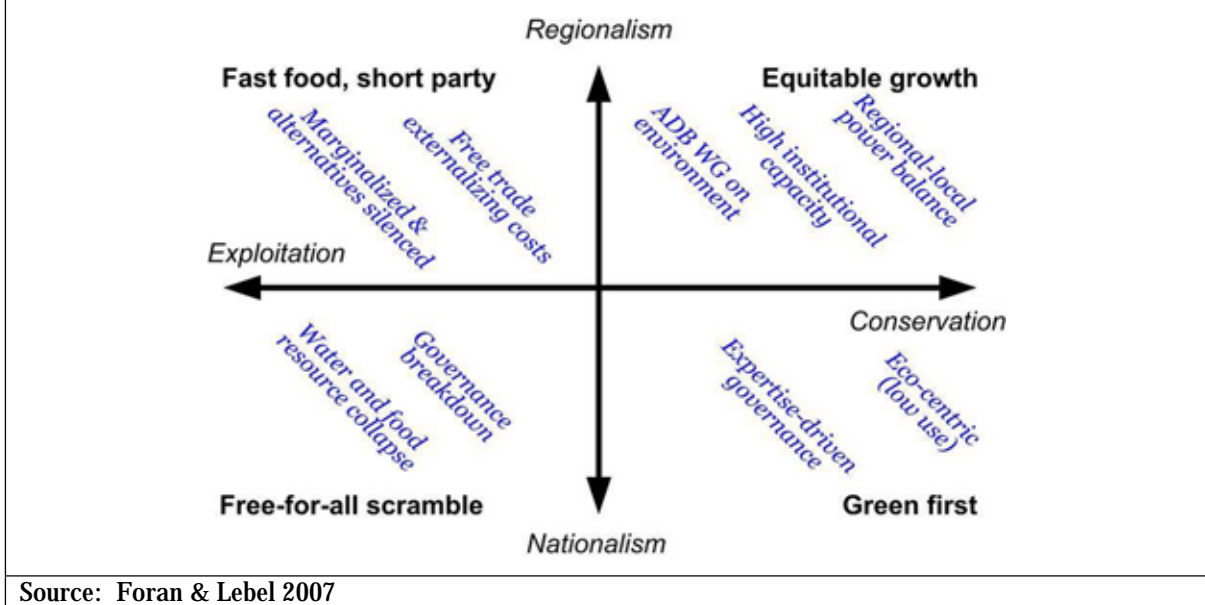 Regionalism
Fast food, short party
Equitable growth
Marginalized &
alternatives silenced
Free trade
externalizing costs
ADB WG on
environment
High institutional
capacity
Regional-local
power balance
Exploitation
Conservation
Water and food
resource collapse
Governance
breakdown
Expertise-driven
governance
Eco-centric
(low use)
Free-for-all scramble
Green first
Nationalism
Source: Foran & Lebel 2007